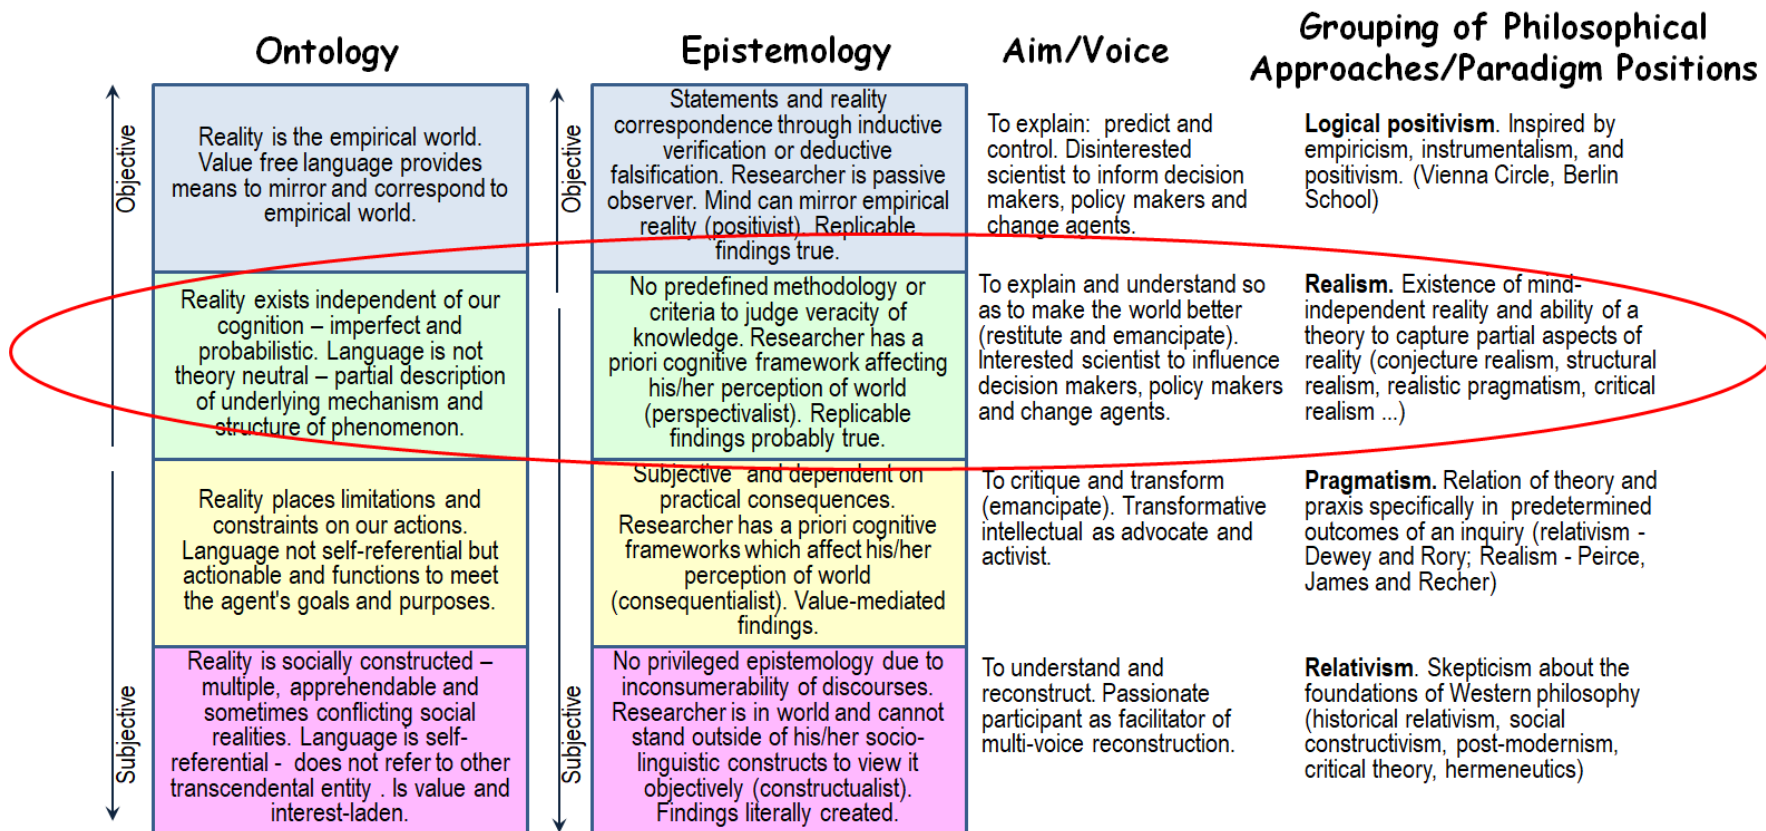 Ontology
Epistemology
Aim/Voice
Grouping of Philosophical
Approaches/Paradigm Positions
Objective
Reality is the empirical world.
Value free language provides
means to mirror and correspond to
empirical world.
Objective
Statements and reality
correspondence through inductive
verification or deductive
falsification. Researcher is passive
observer. Mind can mirror empirical
reality (positivist). Replicable
findings true.
To explain: predict and
control. Disinterested
scientist to inform decision
makers, policy makers and
change agents.
Logical positivism. Inspired by
empiricism, instrumentalism, and
positivism. (Vienna Circle, Berlin
School)
Reality exists independent of our
cognition – imperfect and
probabilistic. Language is not
theory neutral – partial description
of underlying mechanism and
structure of phenomenon.
No predefined methodology or
criteria to judge veracity of
knowledge. Researcher has a
priori cognitive framework affecting
his/her perception of world
(perspectivalist). Replicable
findings probably true.
To explain and understand so
as to make the world better
(restitute and emancipate).
Interested scientist to influence
decision makers, policy makers
and change agents.
Realism. Existence of mind-
independent reality and ability of a
theory to capture partial aspects of
reality (conjecture realism, structural
realism, realistic pragmatism, critical
realism ...)
Reality places limitations and
constraints on our actions.
Language not self-referential but
actionable and functions to meet
the agent's goals and purposes.
Subjective and dependent on
practical consequences.
Researcher has a priori cognitive
frameworks which affect his/her
perception of world
(consequentialist). Value-mediated
findings.
To critique and transform
(emancipate). Transformative
intellectual as advocate and
activist.
Pragmatism. Relation of theory and
praxis specifically in predetermined
outcomes of an inquiry (relativism -
Dewey and Rory; Realism - Peirce,
James and Recher)
Subjective
Reality is socially constructed –
multiple, apprehendable and
sometimes conflicting social
realities. Language is self-
referential - does not refer to other
transcendental entity . Is value and
interest-laden.
Subjective
No privileged epistemology due to
inconsumerability of discourses.
Researcher is in world and cannot
stand outside of his/her socio-
linguistic constructs to view it
objectively (constructualist).
Findings literally created.
To understand and
reconstruct. Passionate
participant as facilitator of
multi-voice reconstruction.
Relativism. Skepticism about the
foundations of Western philosophy
(historical relativism, social
constructivism, post-modernism,
critical theory, hermeneutics)